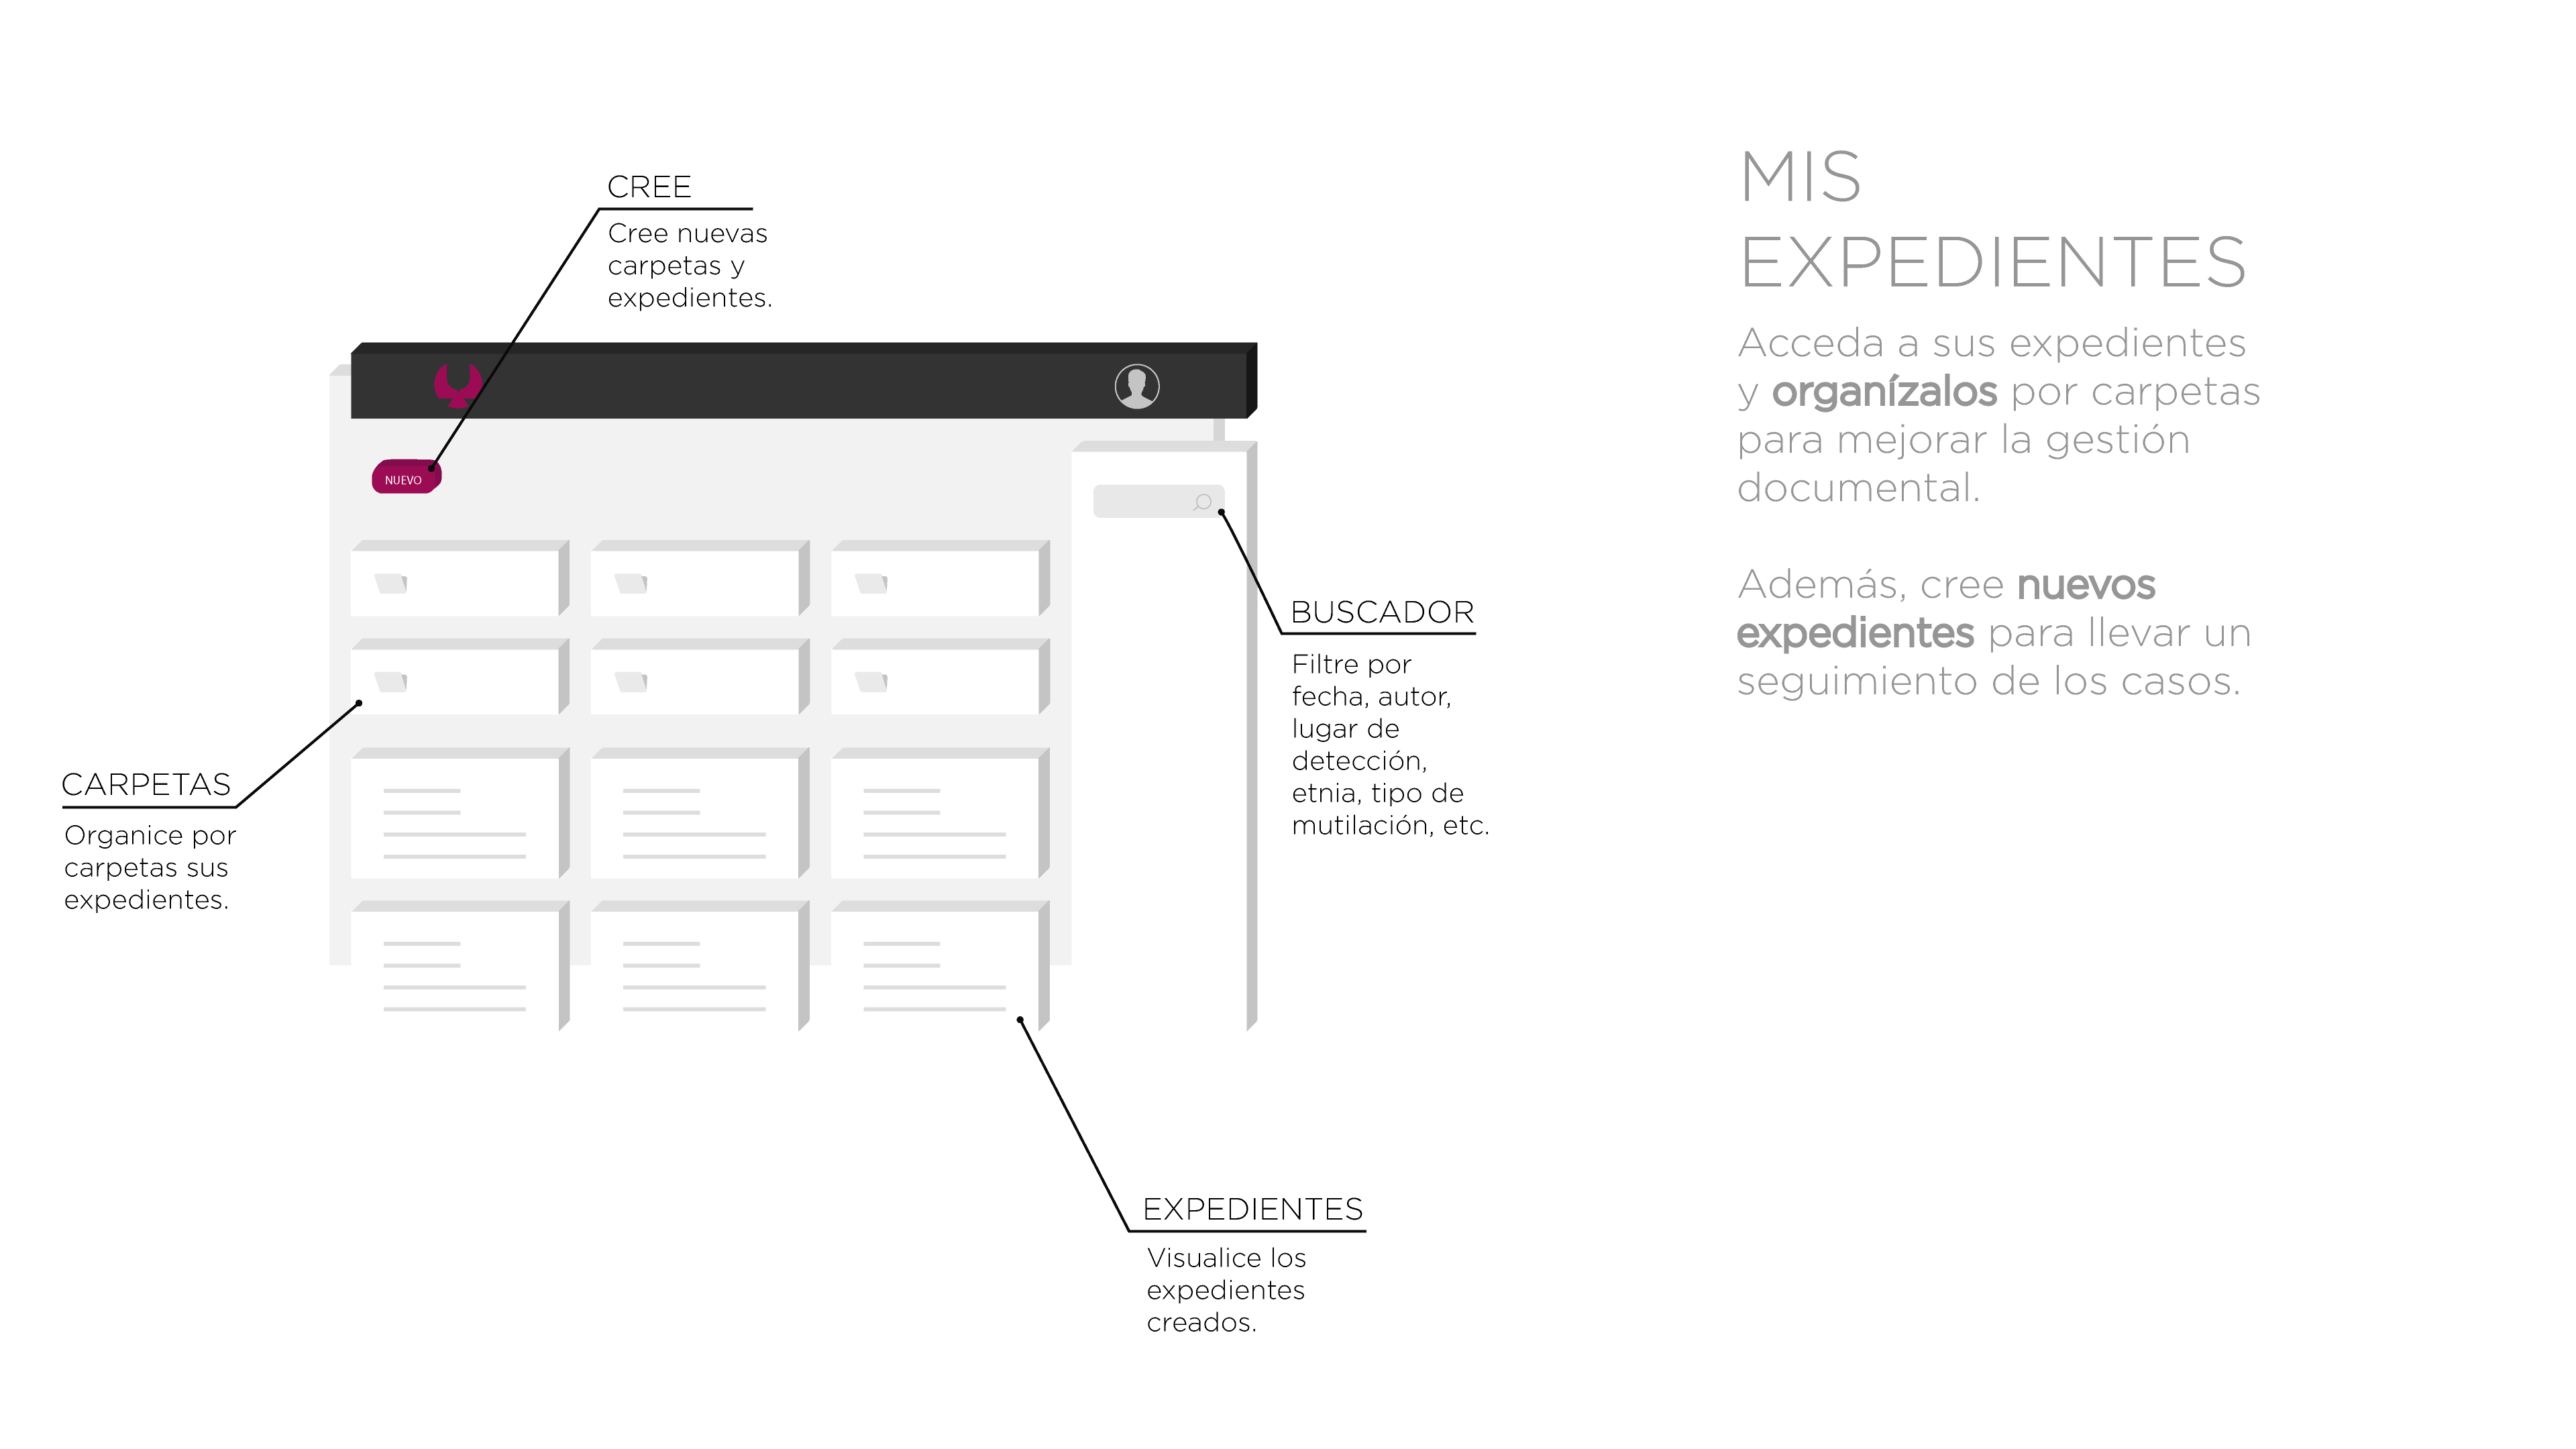 CREE
Cree nuevas
carpetas y
expedientes.
NUEVO
CARPETAS
Organice por
carpetas sus
expedientes.
BUSCADOR
Filtre por
fecha, autor,
lugar de
detección,
etnia, tipo de
mutilación, etc.
EXPEDIENTES
Visualice los
expedientes
creados.
MIS
EXPEDIENTES
Acceda a sus expedientes
y organízalos por carpetas
para mejorar la gestión
documental.
Además, cree nuevos
expedientes para llevar un
seguimiento de los casos.